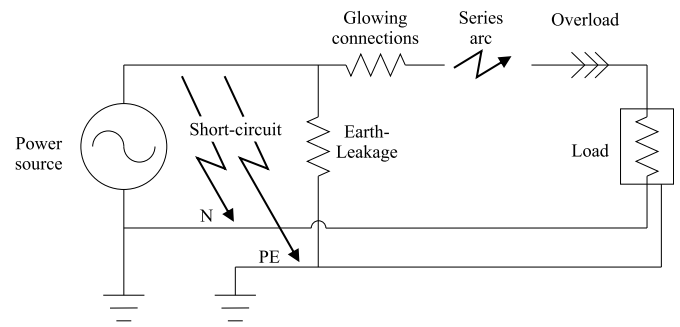 Glowing
connections
Series
arc
Overload
Power
source
Short-circuit
Earth-
Leakage
Load
N
PE